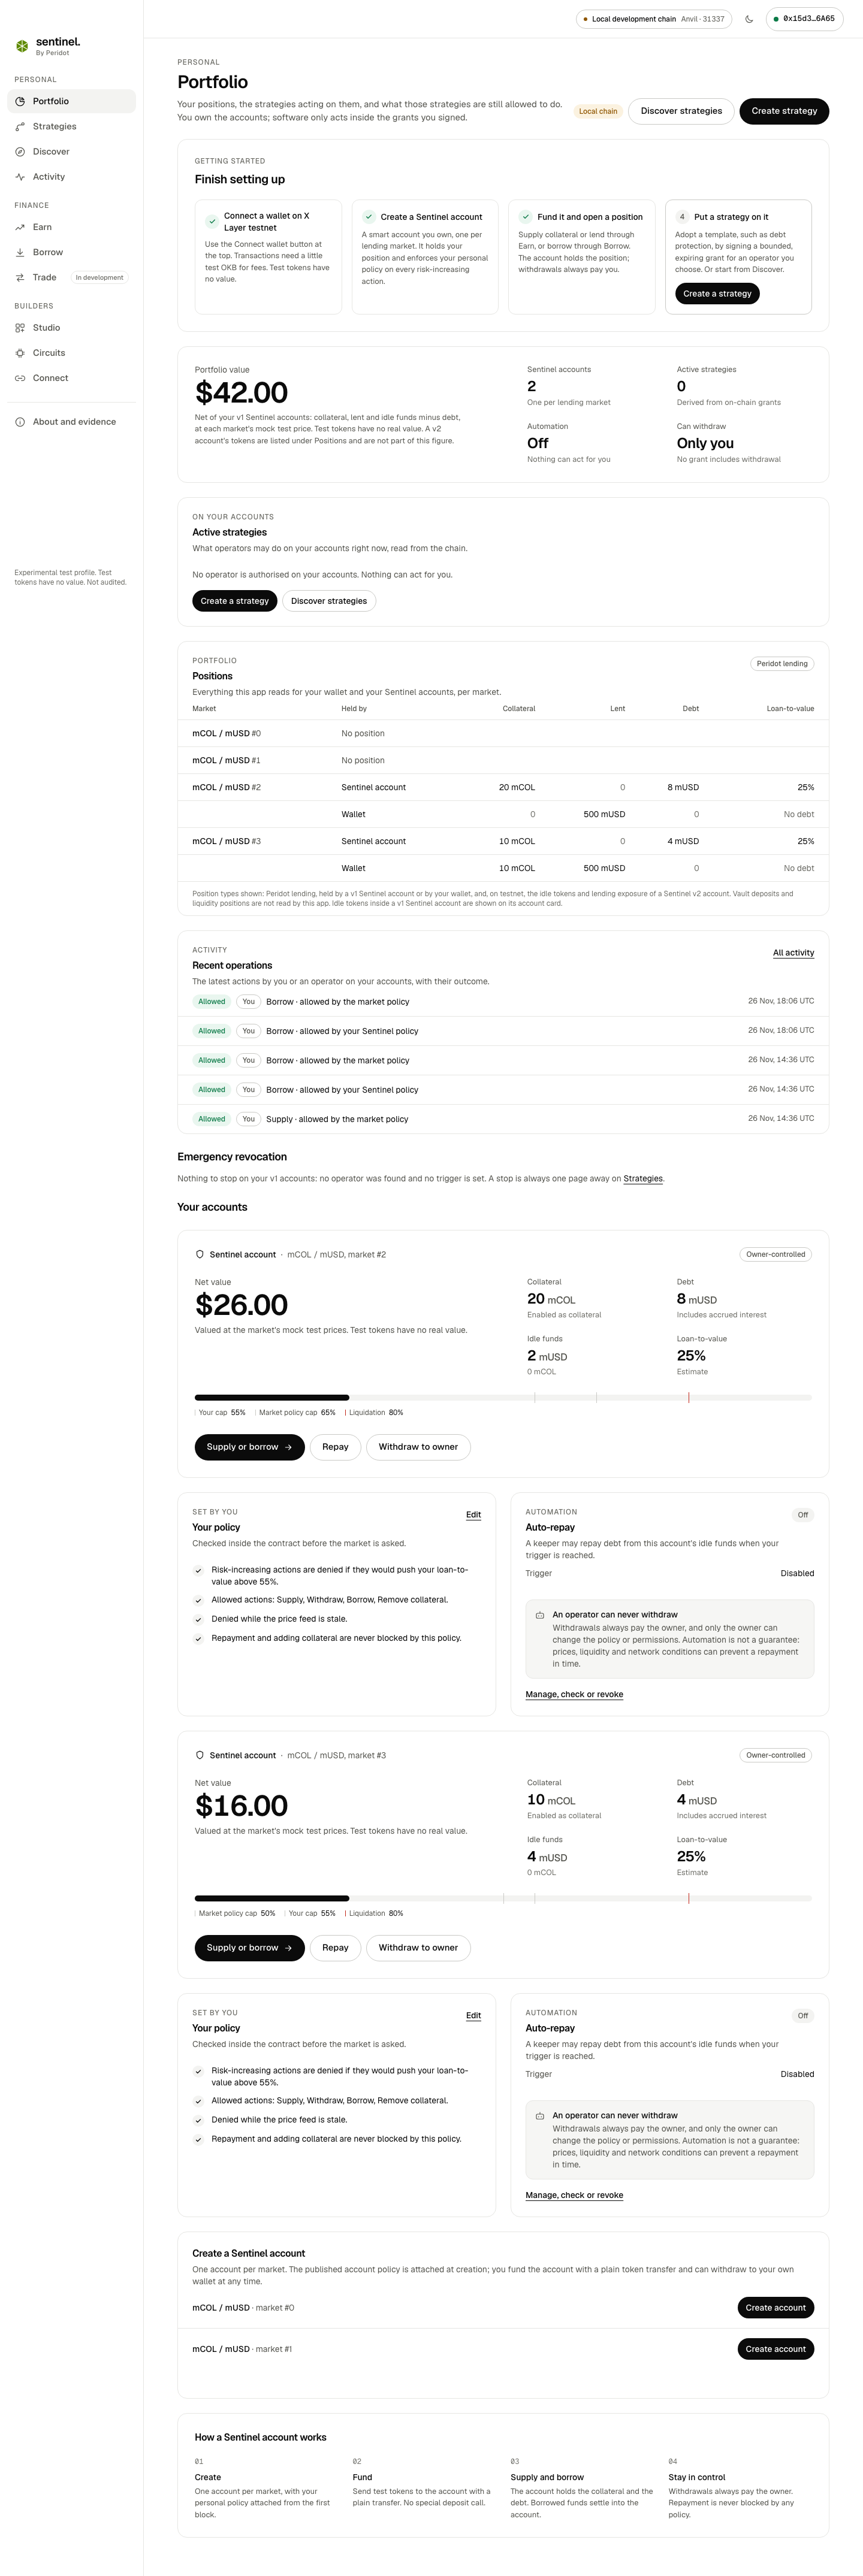 sentinel.
By Peridot
PERSONAL
Portfolio
Strategies
Discover
Activity
FINANCE
Earn
Borrow
Trade In development
BUILDERS
Studio
Circuits
Connect
About and evidence
Experimental test profile. Test
tokens have no value. Not audited.
Local development chain Anvil · 31337
0x15d3…6A65
PERSONAL
Portfolio
Your positions, the strategies acting on them, and what those strategies are still allowed to do.
You own the accounts; software only acts inside the grants you signed.
Local chain
Discover strategies
Create strategy
GETTING STARTED
Finish setting up
Connect a wallet on X
Layer testnet
Use the Connect wallet button at
the top. Transactions need a little
test OKB for fees. Test tokens have
no value.
Create a Sentinel account
A smart account you own, one per
lending market. It holds your
position and enforces your personal
policy on every risk-increasing
action.
Fund it and open a position
Supply collateral or lend through
Earn, or borrow through Borrow.
The account holds the position;
withdrawals always pay you.
4 Put a strategy on it
Adopt a template, such as debt
protection, by signing a bounded,
expiring grant for an operator you
choose. Or start from Discover.
Create a strategy
Portfolio value
$42.00
Net of your v1 Sentinel accounts: collateral, lent and idle funds minus debt,
at each market's mock test price. Test tokens have no real value. A v2
account's tokens are listed under Positions and are not part of this figure.
Sentinel accounts
2
One per lending market
Active strategies
0
Derived from on-chain grants
Automation
Off
Nothing can act for you
Can withdraw
Only you
No grant includes withdrawal
ON YOUR ACCOUNTS
Active strategies
What operators may do on your accounts right now, read from the chain.
No operator is authorised on your accounts. Nothing can act for you.
Create a strategy
Discover strategies
PORTFOLIO
Positions
Peridot lending
Everything this app reads for your wallet and your Sentinel accounts, per market.
Market Held by Collateral Lent Debt Loan-to-value
mCOL / mUSD #0 No position
mCOL / mUSD #1 No position
mCOL / mUSD #2 Sentinel account 20 mCOL 0 8 mUSD 25%
Wallet 0 500 mUSD 0 No debt
mCOL / mUSD #3 Sentinel account 10 mCOL 0 4 mUSD 25%
Wallet 10 mCOL 500 mUSD 0 No debt
Position types shown: Peridot lending, held by a v1 Sentinel account or by your wallet, and, on testnet, the idle tokens and lending exposure of a Sentinel v2 account. Vault deposits and
liquidity positions are not read by this app. Idle tokens inside a v1 Sentinel account are shown on its account card.
ACTIVITY
Recent operations
All activity
The latest actions by you or an operator on your accounts, with their outcome.
Allowed You Borrow · allowed by the market policy 26 Nov, 18:06 UTC
Allowed You Borrow · allowed by your Sentinel policy 26 Nov, 18:06 UTC
Allowed You Borrow · allowed by the market policy 26 Nov, 14:36 UTC
Allowed You Borrow · allowed by your Sentinel policy 26 Nov, 14:36 UTC
Allowed You Supply · allowed by the market policy 26 Nov, 14:36 UTC
Emergency revocation
Nothing to stop on your v1 accounts: no operator was found and no trigger is set. A stop is always one page away on Strategies.
Your accounts
Sentinel account · mCOL / mUSD, market #2
Owner-controlled
Net value
$26.00
Valued at the market's mock test prices. Test tokens have no real value.
Collateral
20 mCOL
Enabled as collateral
Debt
8 mUSD
Includes accrued interest
Idle funds
2 mUSD
0 mCOL
Loan-to-value
25%
Estimate
Your cap 55% Market policy cap 65% Liquidation 80%
Supply or borrow →
Repay
Withdraw to owner
SET BY YOU
Your policy
Edit
Checked inside the contract before the market is asked.
Risk-increasing actions are denied if they would push your loan-to-
value above 55%.
Allowed actions: Supply, Withdraw, Borrow, Remove collateral.
Denied while the price feed is stale.
Repayment and adding collateral are never blocked by this policy.
AUTOMATION
Auto-repay
Off
A keeper may repay debt from this account's idle funds when your
trigger is reached.
Trigger Disabled
An operator can never withdraw
Withdrawals always pay the owner, and only the owner can
change the policy or permissions. Automation is not a guarantee:
prices, liquidity and network conditions can prevent a repayment
in time.
Manage, check or revoke
Sentinel account · mCOL / mUSD, market #3
Owner-controlled
Net value
$16.00
Valued at the market's mock test prices. Test tokens have no real value.
Collateral
10 mCOL
Enabled as collateral
Debt
4 mUSD
Includes accrued interest
Idle funds
4 mUSD
0 mCOL
Loan-to-value
25%
Estimate
Market policy cap 50% Your cap 55% Liquidation 80%
Supply or borrow →
Repay
Withdraw to owner
SET BY YOU
Your policy
Edit
Checked inside the contract before the market is asked.
Risk-increasing actions are denied if they would push your loan-to-
value above 55%.
Allowed actions: Supply, Withdraw, Borrow, Remove collateral.
Denied while the price feed is stale.
Repayment and adding collateral are never blocked by this policy.
AUTOMATION
Auto-repay
Off
A keeper may repay debt from this account's idle funds when your
trigger is reached.
Trigger Disabled
An operator can never withdraw
Withdrawals always pay the owner, and only the owner can
change the policy or permissions. Automation is not a guarantee:
prices, liquidity and network conditions can prevent a repayment
in time.
Manage, check or revoke
Create a Sentinel account
One account per market. The published account policy is attached at creation; you fund the account with a plain token transfer and can withdraw to your own
wallet at any time.
mCOL / mUSD · market #0 Create account
mCOL / mUSD · market #1 Create account
How a Sentinel account works
01
Create
One account per market, with your
personal policy attached from the first
block.
02
Fund
Send test tokens to the account with a
plain transfer. No special deposit call.
03
Supply and borrow
The account holds the collateral and the
debt. Borrowed funds settle into the
account.
04
Stay in control
Withdrawals always pay the owner.
Repayment is never blocked by any
policy.